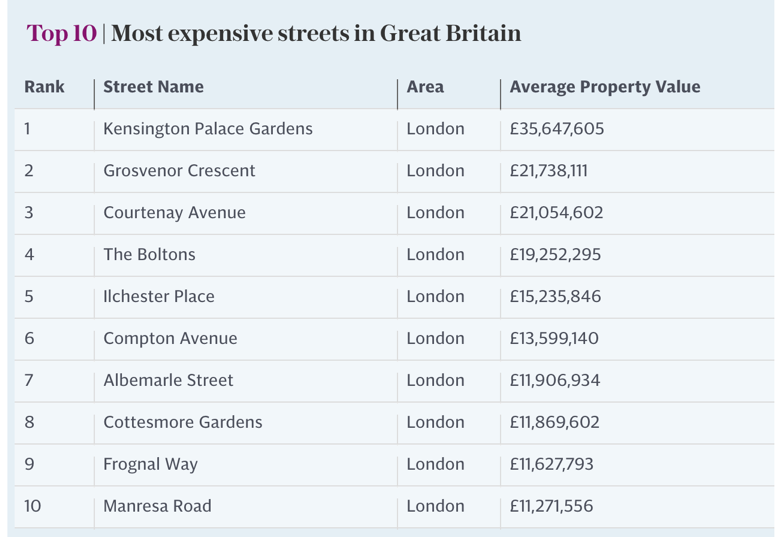 Top 10 | Most expensive streets in Great Britain
Rank Street Name Area Average Property Value
1 Kensington Palace Gardens London £35,647,605
2 Grosvenor Crescent London £21,738,111
3 Courtenay Avenue London £21,054,602
4 The Boltons London £19,252,295
5 Ilchester Place London £15,235,846
6 Compton Avenue London £13,599,140
7 Albemarle Street London £11,906,934
8 Cottesmore Gardens London £11,869,602
9 Frognal Way London £11,627,793
10 Manresa Road London £11,271,556